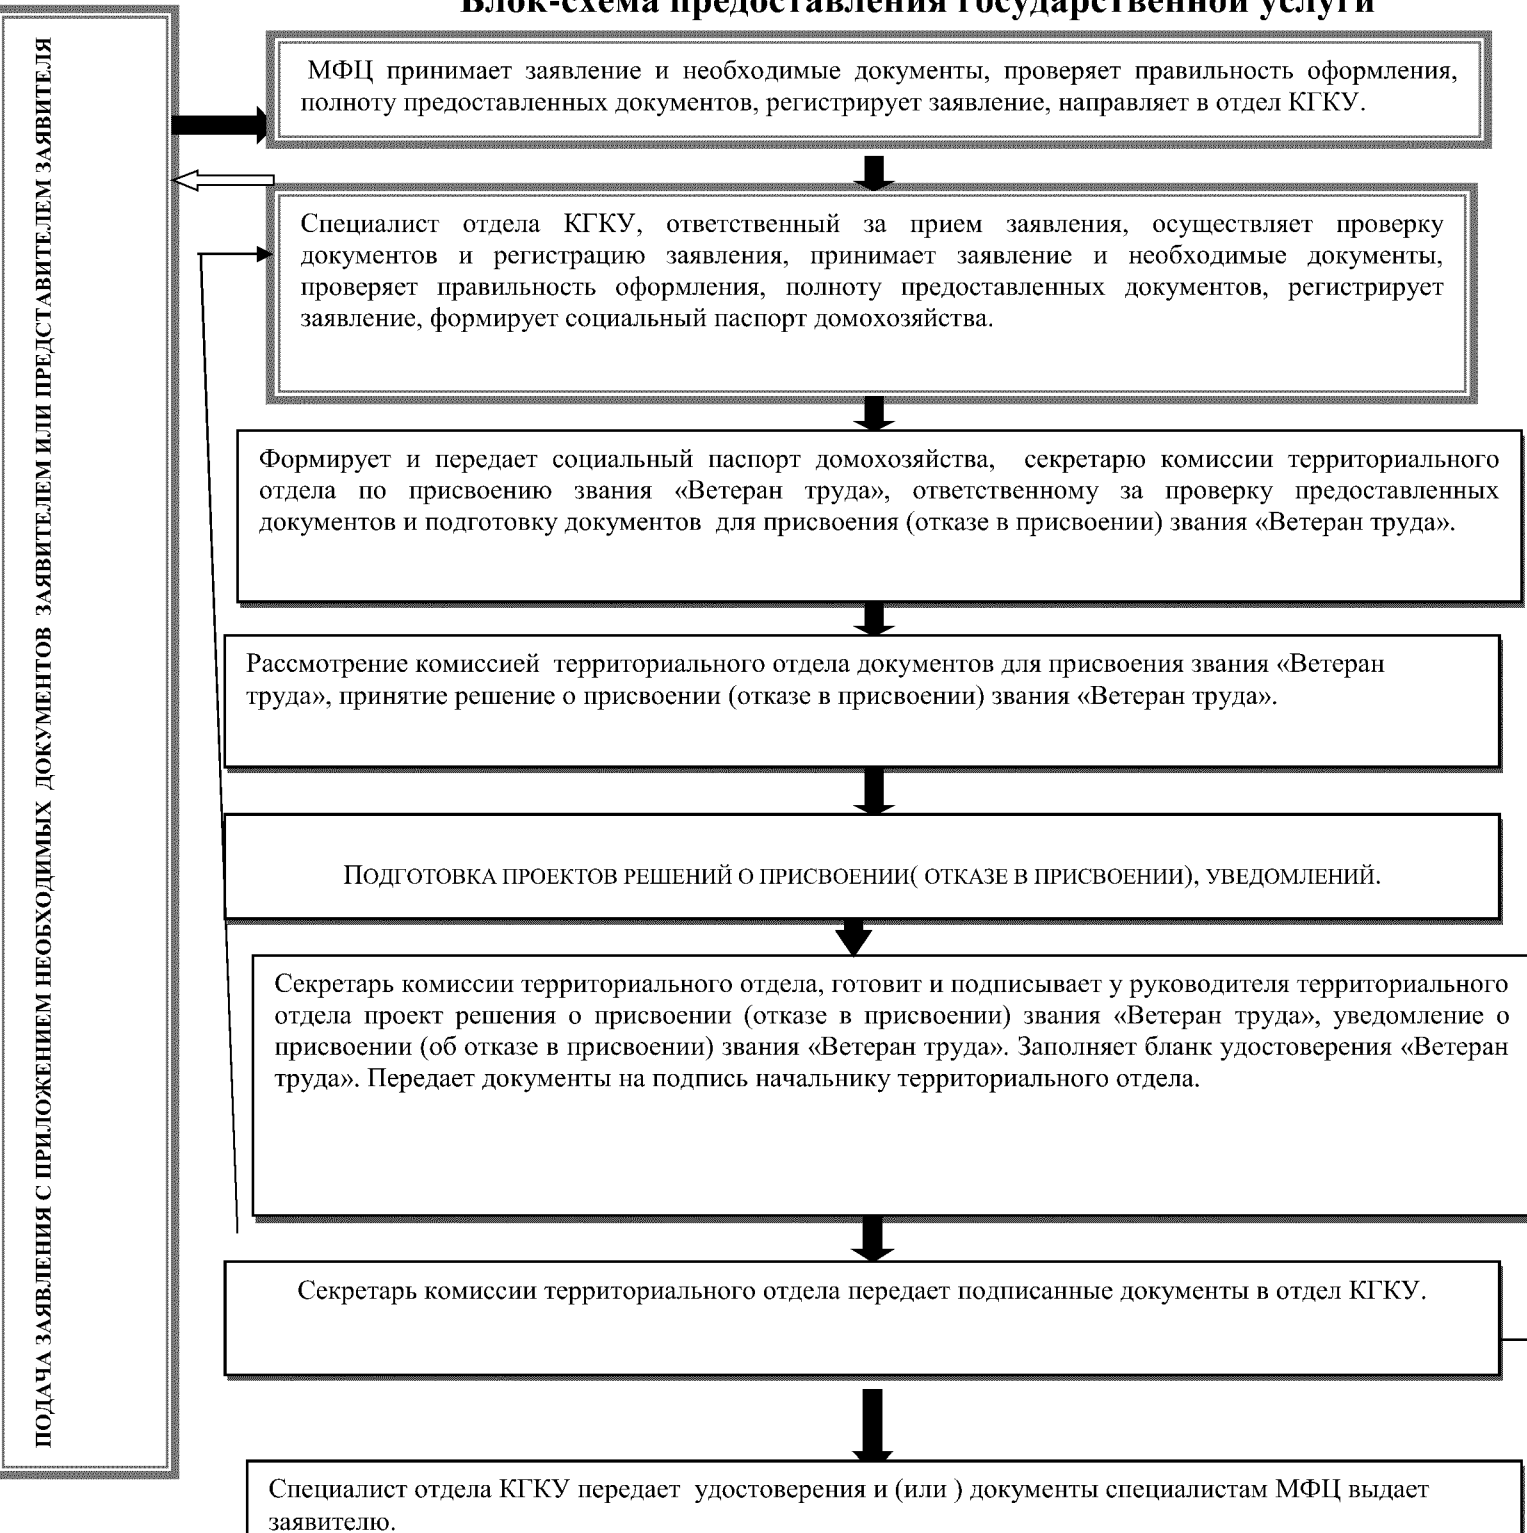 Блок-схема предоставления государственной услуги
ПОДАЧА ЗАЯВЛЕНИЯ С ПРИЛОЖЕНИЕМ НЕОБХОДИМЫХ ДОКУМЕНТОВ ЗАЯВИТЕЛЕМ ИЛИ ПРЕДСТАВИТЕЛЕМ ЗАЯВИТЕЛЯ
МФЦ принимает заявление и необходимые документы, проверяет правильность оформления,
полноту предоставленных документов, регистрирует заявление, направляет в отдел КГКУ.
Специалист отдела КГКУ, ответственный за прием заявления, осуществляет проверку
документов и регистрацию заявления, принимает заявление и необходимые документы,
проверяет правильность оформления, полноту предоставленных документов, регистрирует
заявление, формирует социальный паспорт домохозяйства.
Формирует и передает социальный паспорт домохозяйства, секретарю комиссии территориального
отдела по присвоению звания «Ветеран труда», ответственному за проверку предоставленных
документов и подготовку документов для присвоения (отказе в присвоении) звания «Ветеран труда».
Рассмотрение комиссией территориального отдела документов для присвоения звания «Ветеран
труда», принятие решение о присвоении (отказе в присвоении) звания «Ветеран труда».
ПОДГОТОВКА ПРОЕКТОВ РЕШЕНИЙ О ПРИСВОЕНИИ( ОТКАЗЕ В ПРИСВОЕНИИ), УВЕДОМЛЕНИЙ.
Секретарь комиссии территориального отдела, готовит и подписывает у руководителя территориального
отдела проект решения о присвоении (отказе в присвоении) звания «Ветеран труда», уведомление о
присвоении (об отказе в присвоении) звания «Ветеран труда». Заполняет бланк удостоверения «Ветеран
труда». Передает документы на подпись начальнику территориального отдела.
Секретарь комиссии территориального отдела передает подписанные документы в отдел КГКУ.
Специалист отдела КГКУ передает удостоверения и (или ) документы специалистам МФЦ выдает
заявителю.